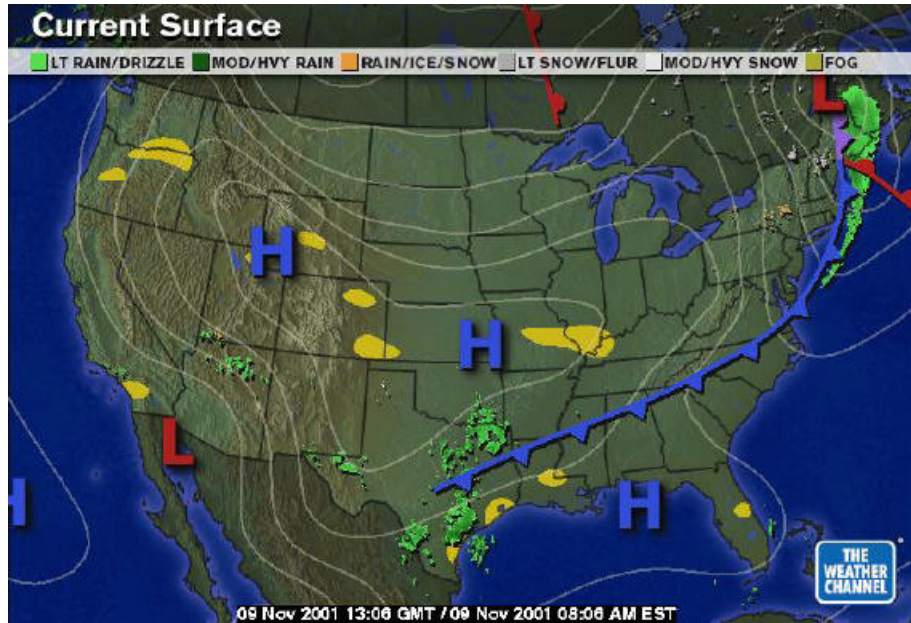 Current Surface
LT RAIN/DRIZZLE MOD/HVY RAIN RAIN/ICE/SNOW LT SNOW/FLUR MOD/HVY SNOW FOG
L
H
H
L
H
H
THE
WEATHER
CHANNEL
09 Nov 2001 13:06 GMT / 09 Nov 2001 08:06 AM EST